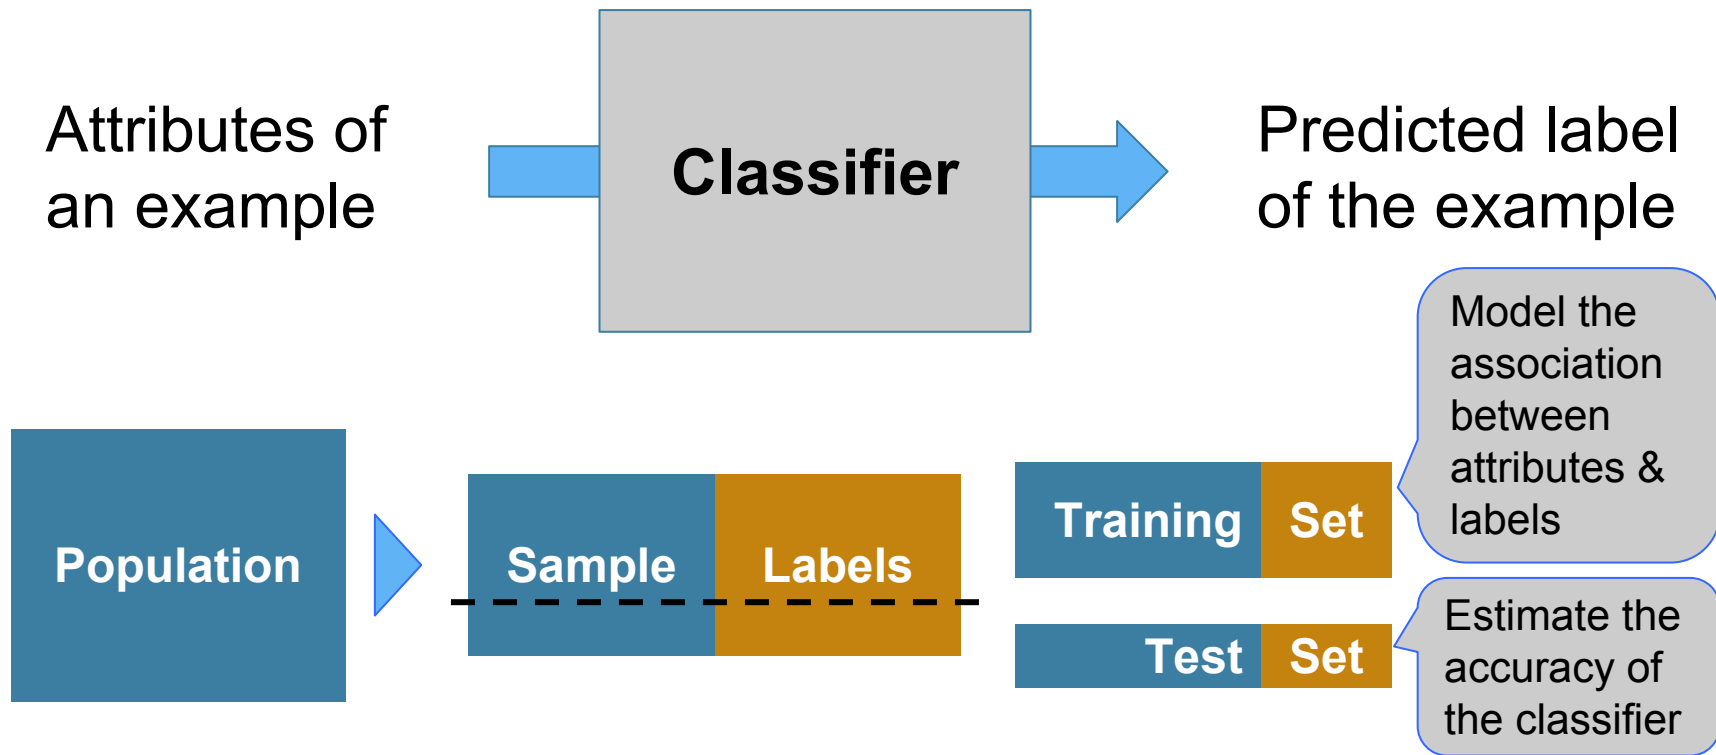 Attributes of
an example
Classifier
Predicted label
of the example
Population
Sample
Labels
Training Set
Test Set
Model the
association
between
attributes &
labels
Estimate the
accuracy of
the classifier